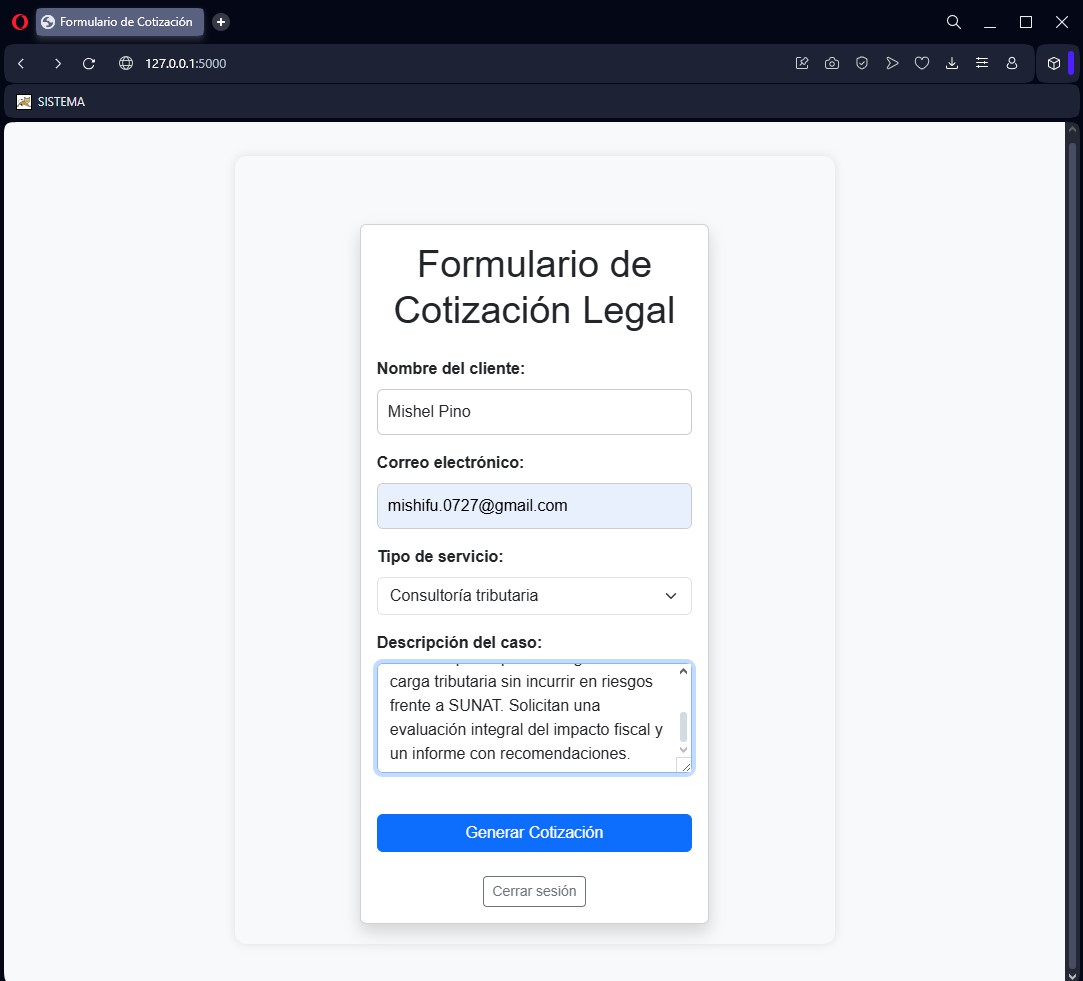 Formulario de Cotización
127.0.0.1:5000
SISTEMA
Formulario de
Cotización Legal
Nombre del cliente:
Mishel Pino
Correo electrónico:
mishifu.0727@gmail.com
Tipo de servicio:
Consultoría tributaria
Descripción del caso:
carga tributaria sin incurrir en riesgos
frente a SUNAT. Solicitan una
evaluación integral del impacto fiscal y
un informe con recomendaciones.
Generar Cotización
Cerrar sesión